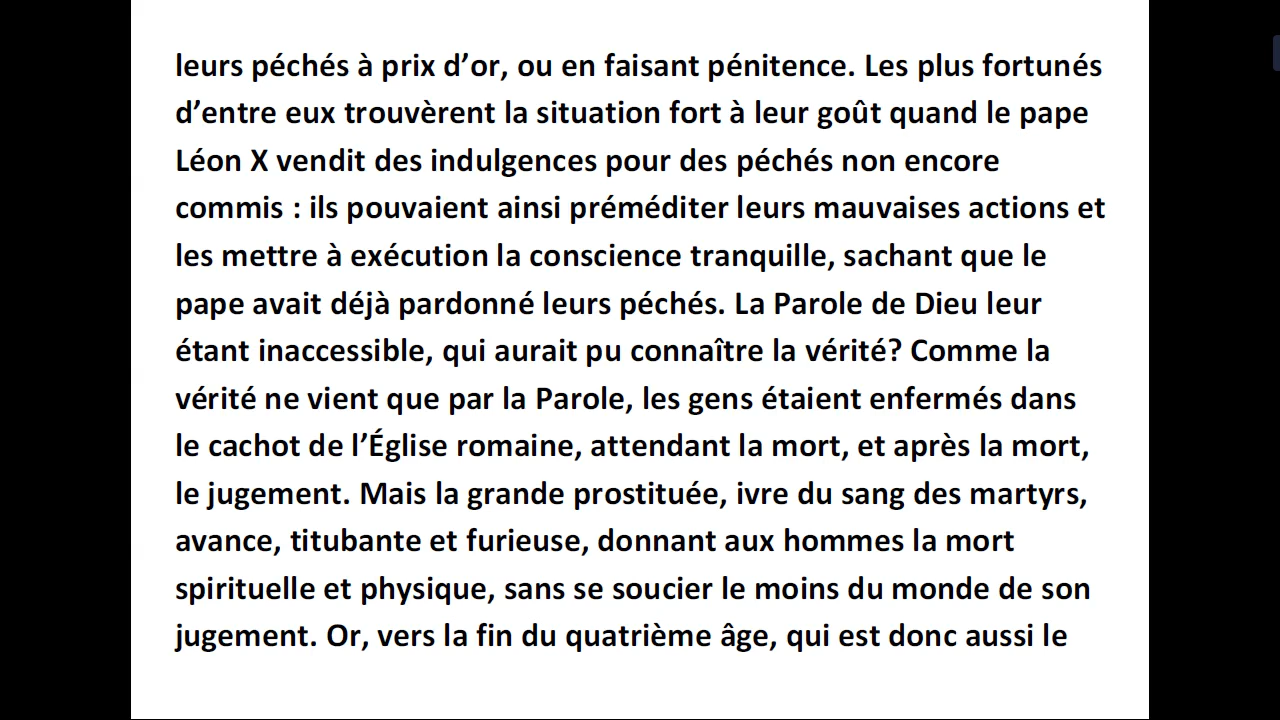 leurs péchés à prix d’or, ou en faisant pénitence. Les plus fortunés
d’entre eux trouvèrent la situation fort à leur goût quand le pape
Léon X vendit des indulgences pour des péchés non encore
commis : ils pouvaient ainsi préméditer leurs mauvaises actions et
les mettre à exécution la conscience tranquille, sachant que le
pape avait déjà pardonné leurs péchés. La Parole de Dieu leur
étant inaccessible, qui aurait pu connaître la vérité? Comme la
vérité ne vient que par la Parole, les gens étaient enfermés dans
le cachot de l’Église romaine, attendant la mort, et après la mort,
le jugement. Mais la grande prostituée, ivre du sang des martyrs,
avance, titubante et furieuse, donnant aux hommes la mort
spirituelle et physique, sans se soucier le moins du monde de son
jugement. Or, vers la fin du quatrième âge, qui est donc aussi le